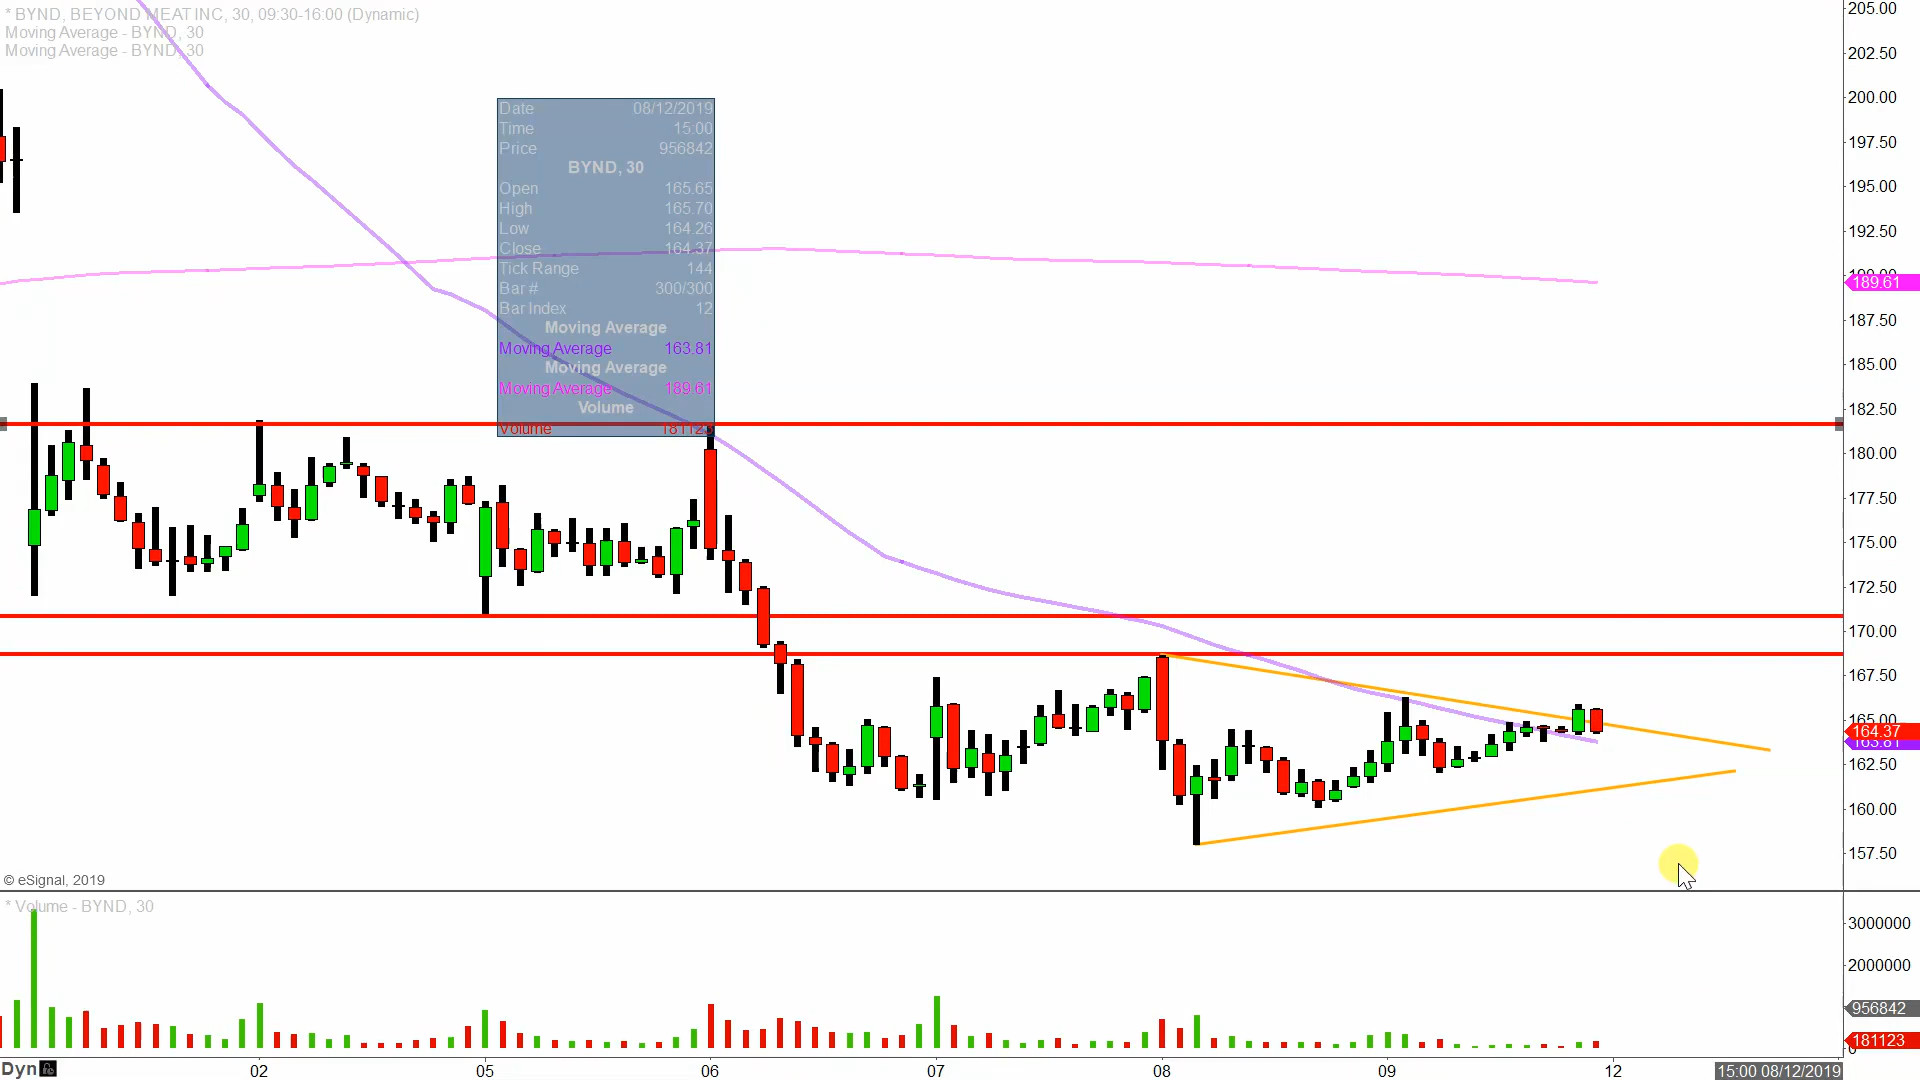 * BYND, BEYOND MEAT INC, 30, 09:30-16:00 (Dynamic)
Moving Average - BYND, 30
Moving Average - BYND, 30
Date 08/12/2019
Time 15:00
Price 956842
BYND, 30
Open 165.65
High 165.70
Low 164.26
Close 164.37
Tick Range 144
Bar # 300/300
Bar Index 12
Moving Average
Moving Average 163.81
Moving Average
Moving Average 189.61
Volume
Volume 181123
205.00
202.50
200.00
197.50
195.00
192.50
190.00
189.61
187.50
185.00
182.50
180.00
177.50
175.00
172.50
170.00
167.50
165.00
164.37
163.81
162.50
160.00
157.50
© eSignal, 2019
* Volume - BYND, 30
3000000
2000000
956842
181123
0
Dyn 02 05 06 07 08 09 12 15:00 08/12/2019